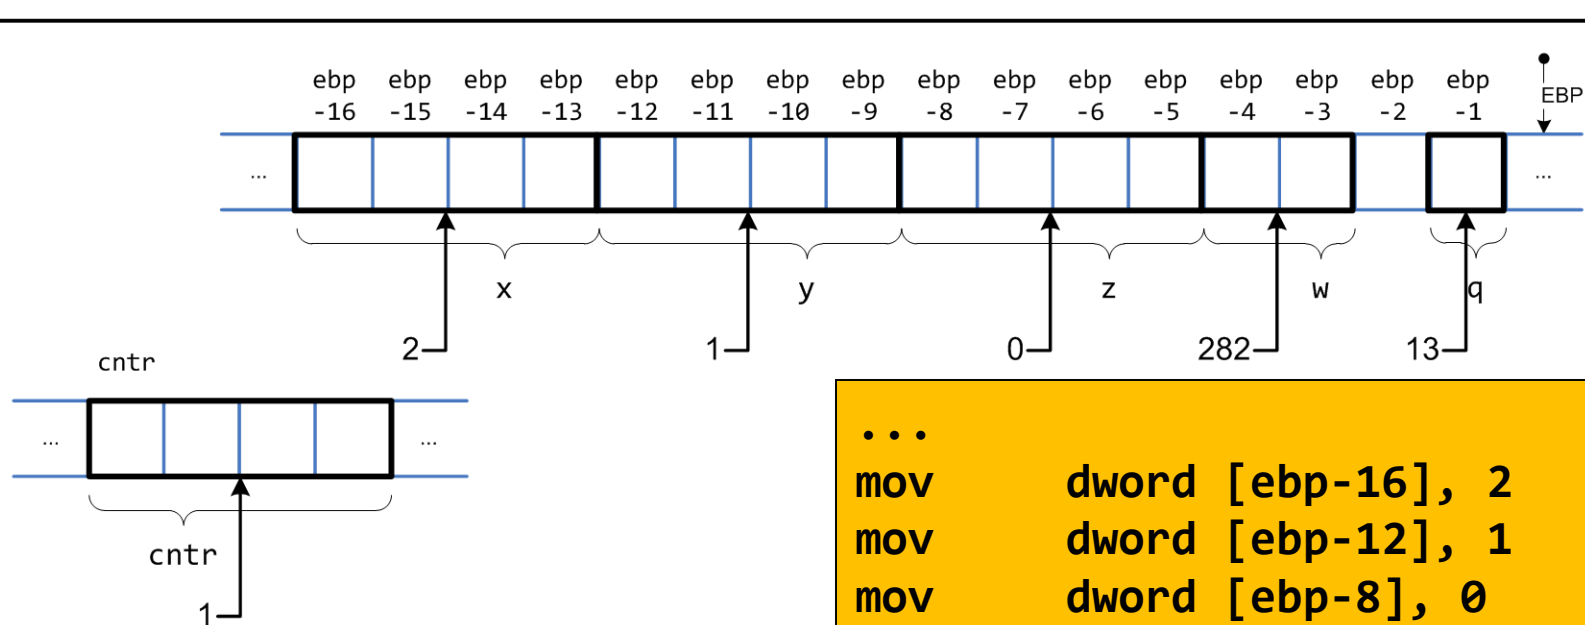 ebp ebp ebp ebp ebp ebp ebp ebp ebp ebp ebp ebp ebp ebp ebp ebp
-16 -15 -14 -13 -12 -11 -10 -9 -8 -7 -6 -5 -4 -3 -2 -1
EBP
... ...
x y z w q
2 1 0 282 13
cntr
... ...
cntr
1
...
mov dword [ebp-16], 2
mov dword [ebp-12], 1
mov dword [ebp-8], 0